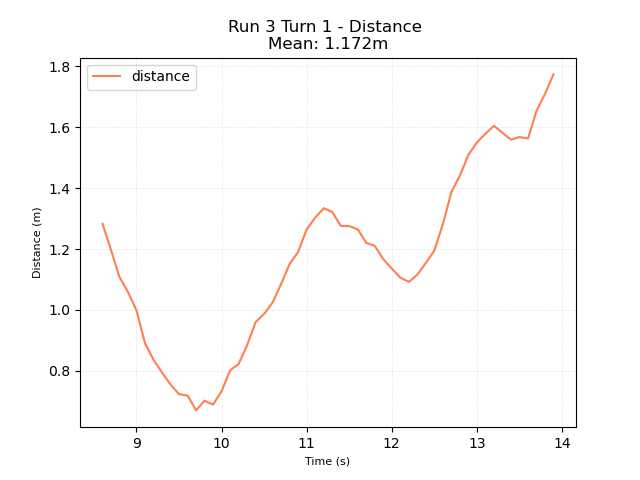 Run 3 Turn 1 - Distance
Mean: 1.172m
distance
1.8
1.6
1.4
1.2
1.0
0.8
Distance (m)
9 10 11 12 13 14
Time (s)